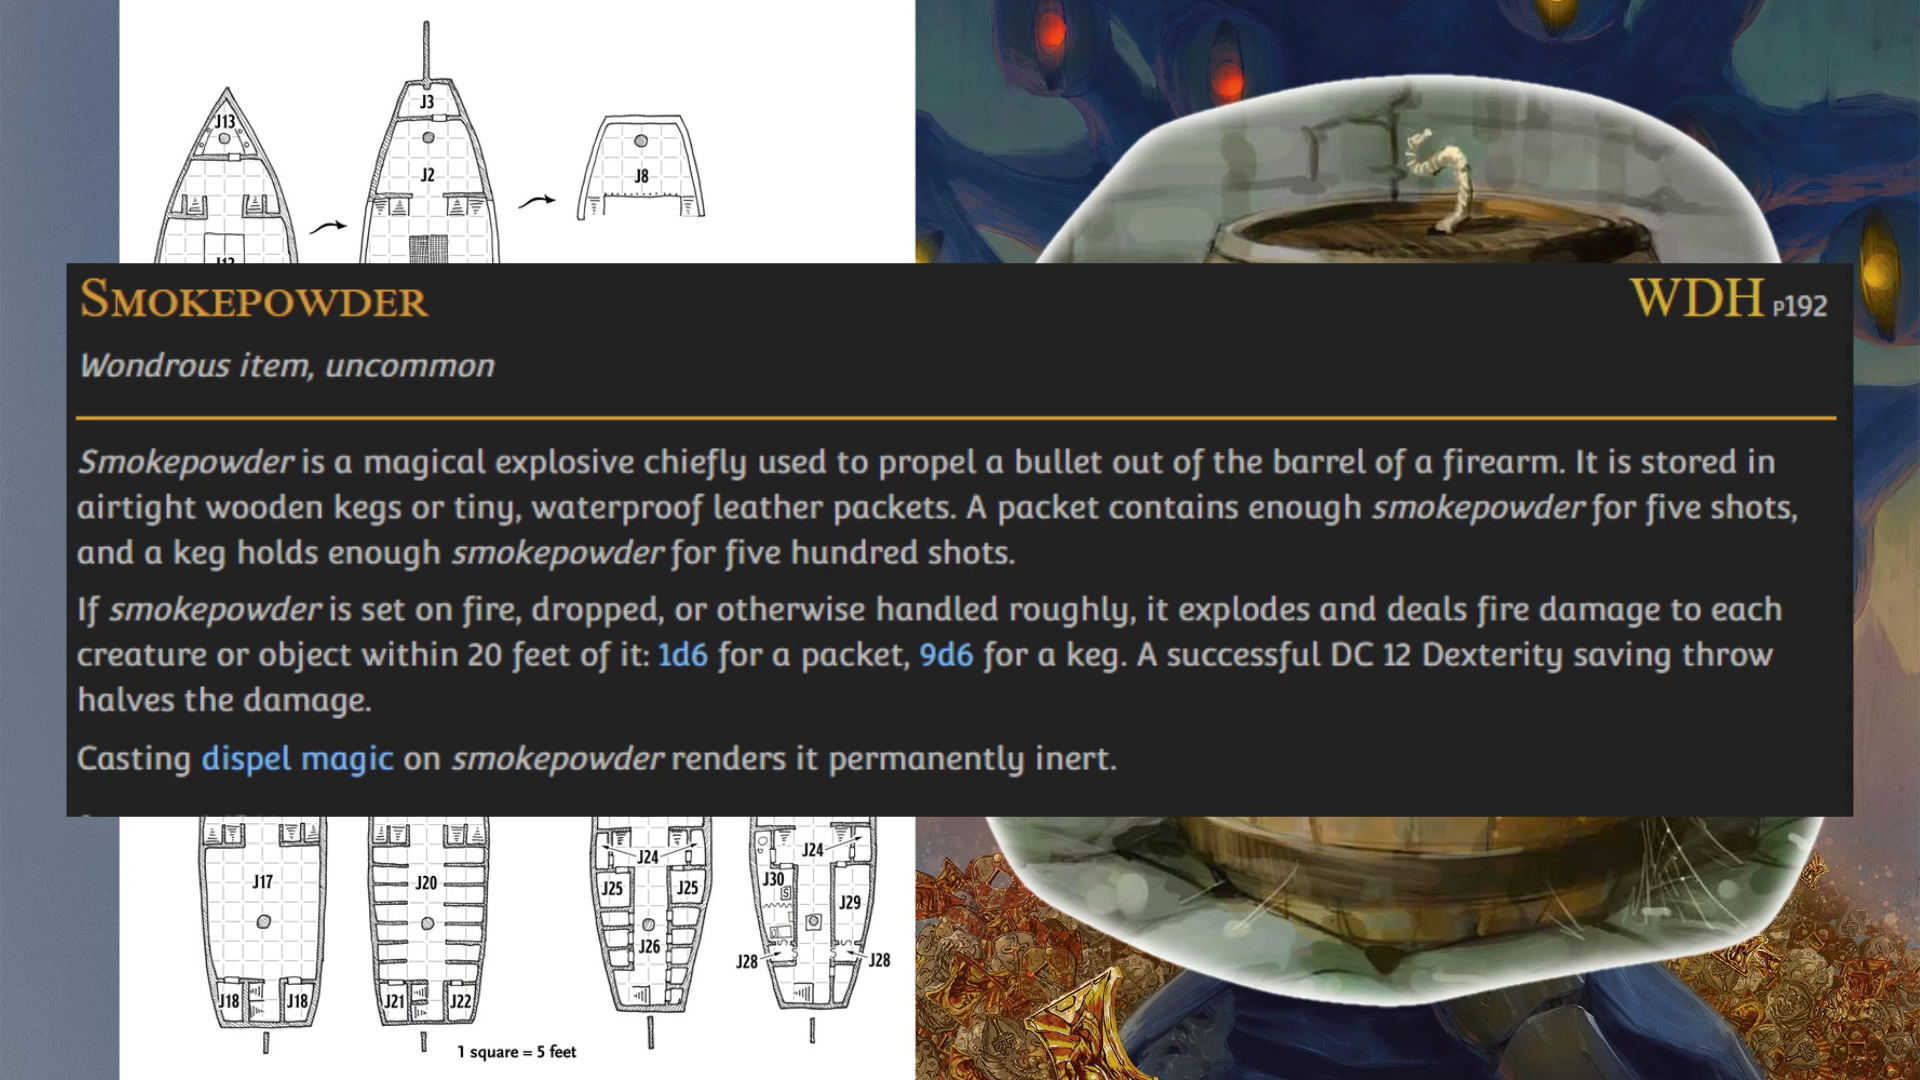 J3
J13
J2
J8
SMOKEPOWDER
WDH p192
Wondrous item, uncommon
Smokepowder is a magical explosive chiefly used to propel a bullet out of the barrel of a firearm. It is stored in
airtight wooden kegs or tiny, waterproof leather packets. A packet contains enough smokepowder for five shots,
and a keg holds enough smokepowder for five hundred shots.
If smokepowder is set on fire, dropped, or otherwise handled roughly, it explodes and deals fire damage to each
creature or object within 20 feet of it: 1d6 for a packet, 9d6 for a keg. A successful DC 12 Dexterity saving throw
halves the damage.
Casting dispel magic on smokepowder renders it permanently inert.
J24
J24
J17
J20
J25
J25
J30
S
J29
J26
J28
J28
J18
J18
J21
J22
1 square = 5 feet